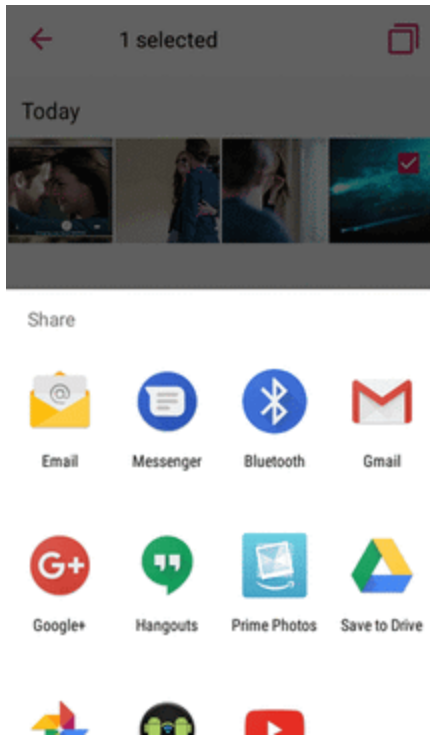 1 selected
Today
Share
@
Email
Messenger
Bluetooth
Gmail
G+
Google+
Hangouts
Prime Photos
Save to Drive